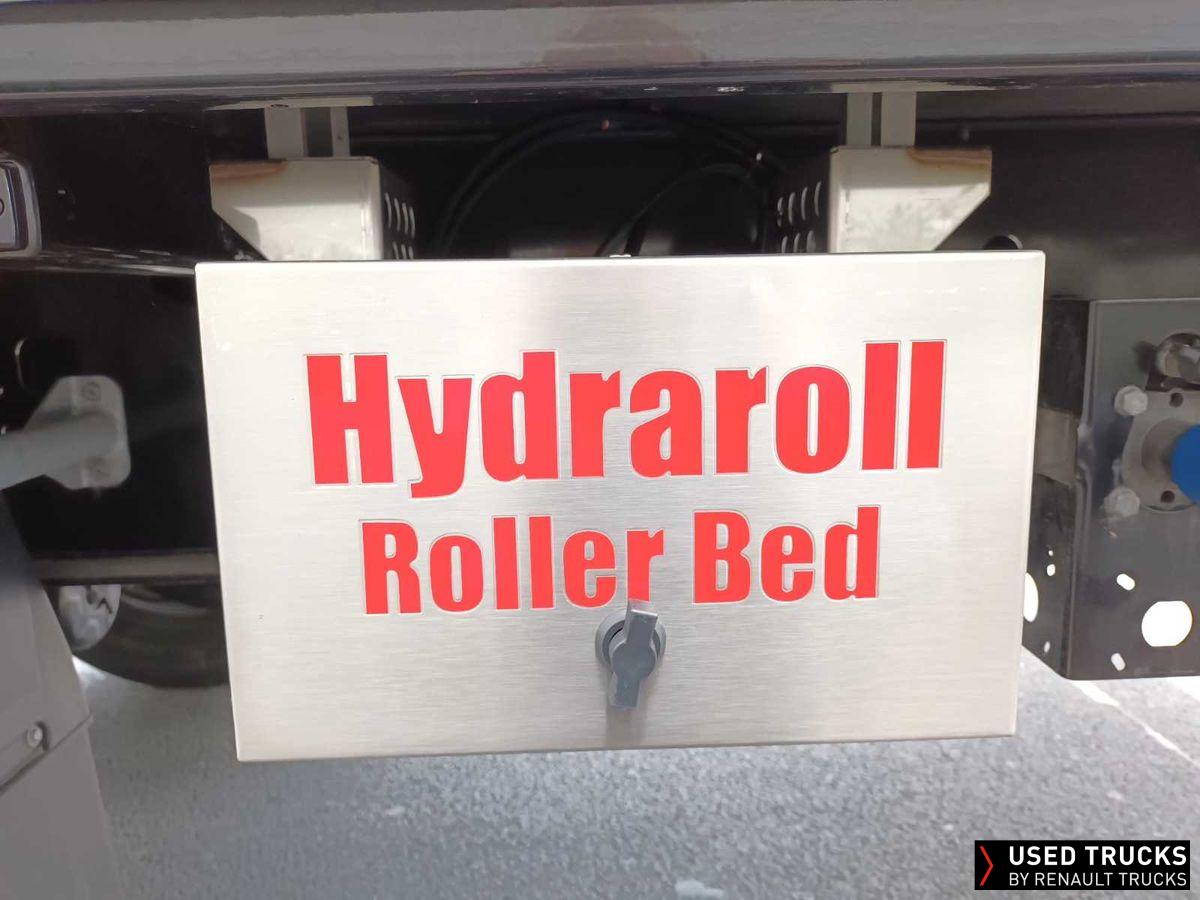 Hydraroll
Roller Bed
USED TRUCKS
BY RENAULT TRUCKS